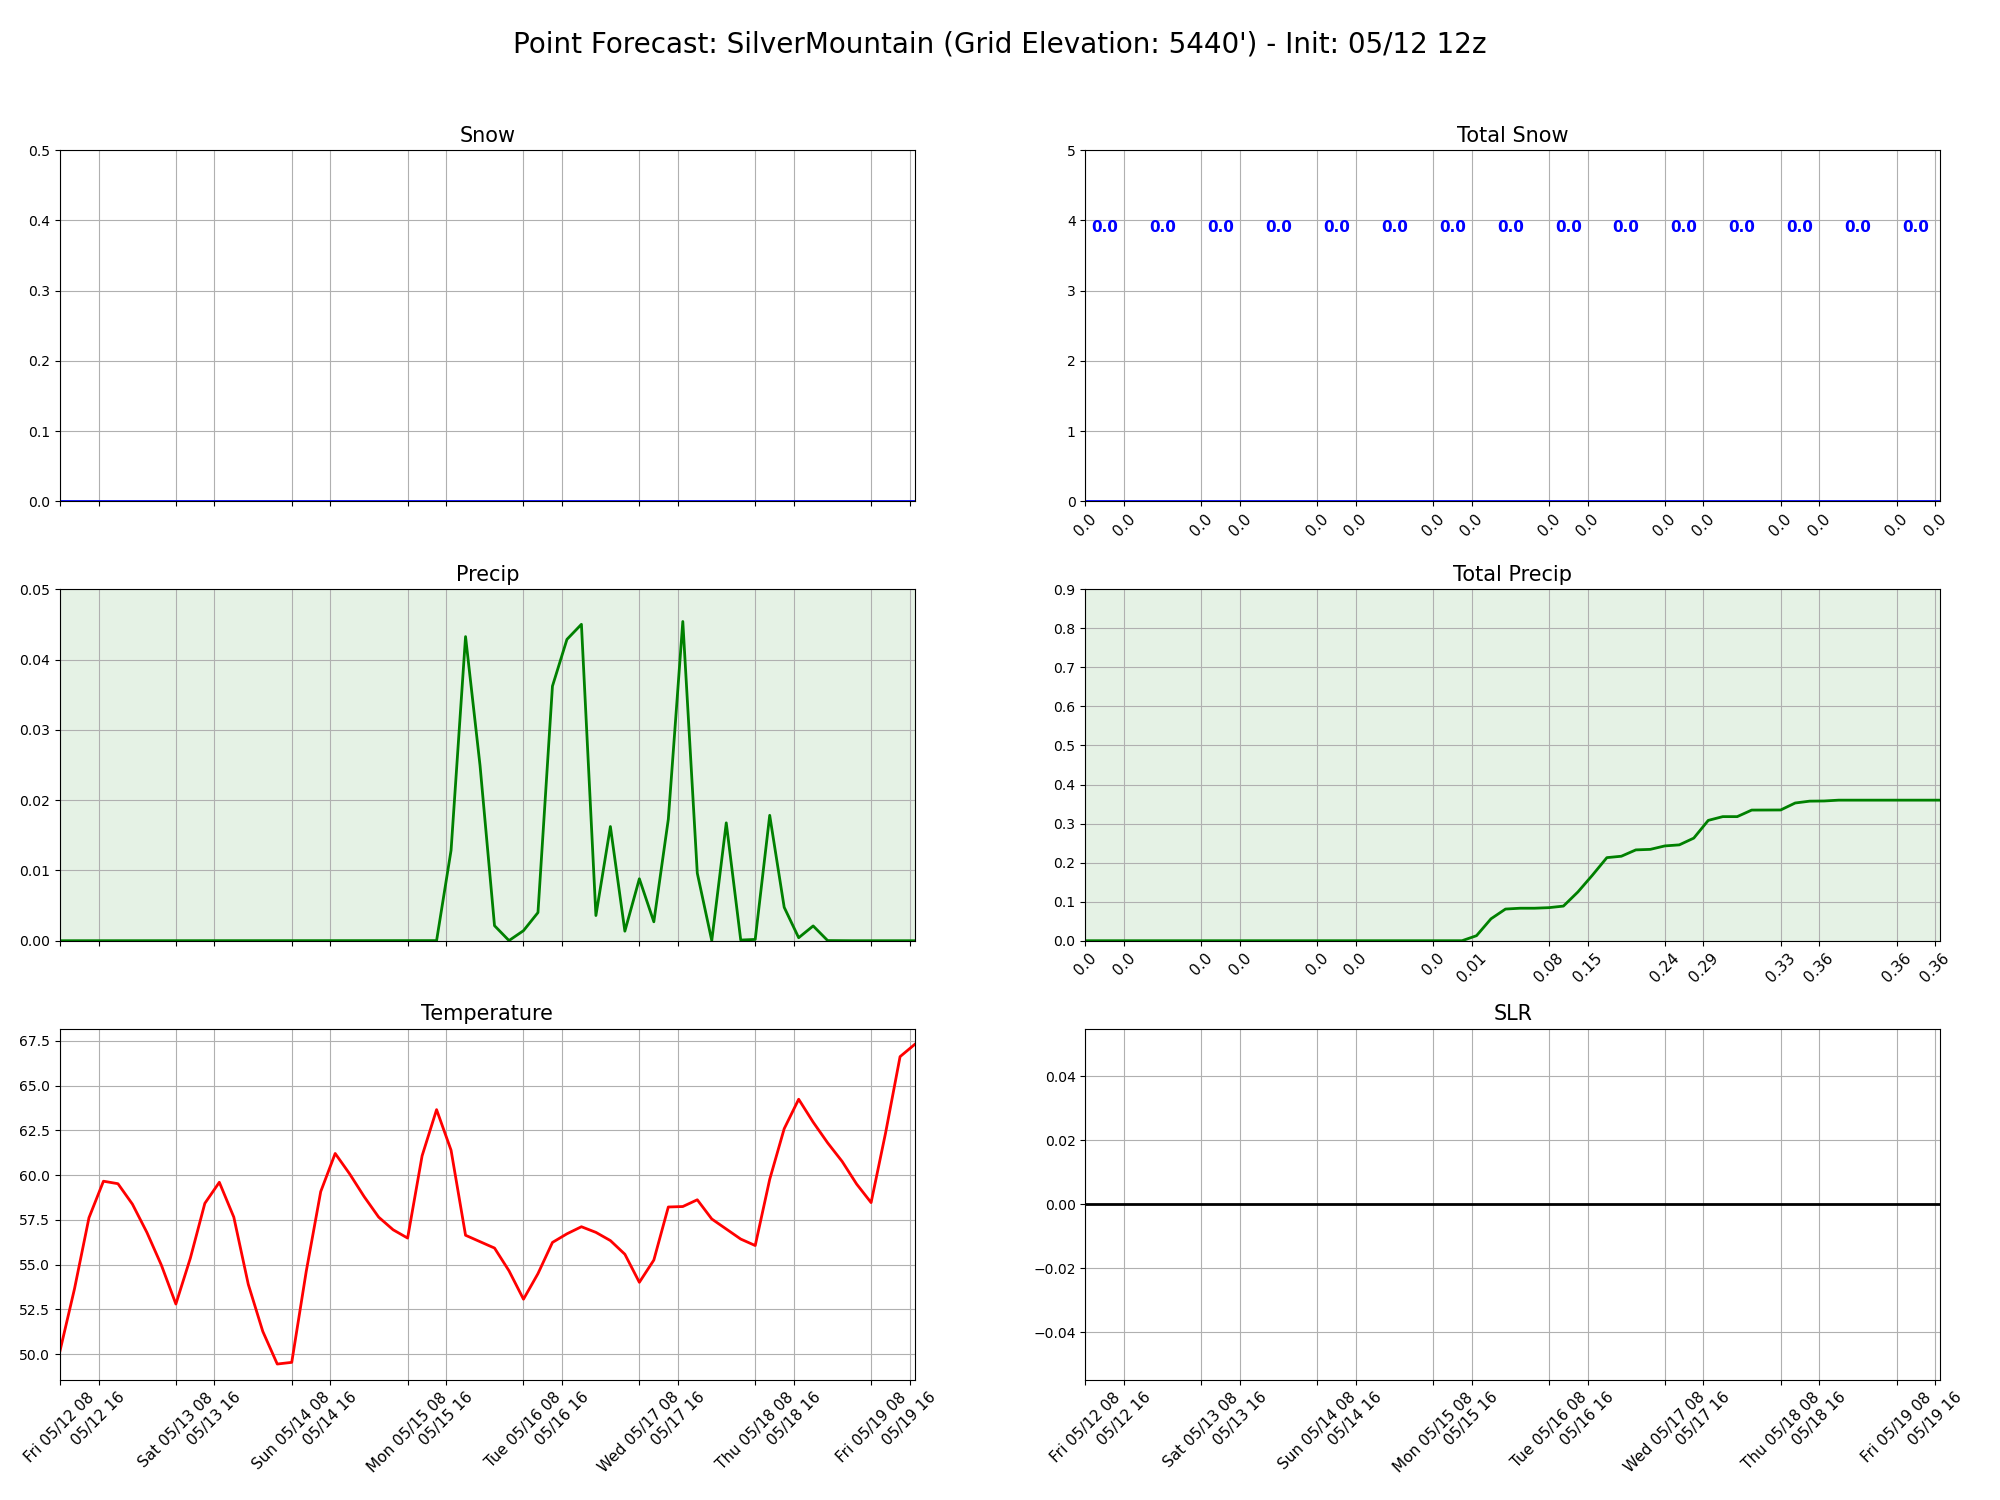 Point Forecast: SilverMountain (Grid Elevation: 5440') - Init: 05/12 12z
Snow
0.5
0.4
0.3
0.2
0.1
0.0
Total Snow
5
4
3
2
1
0
0.0 0.0 0.0 0.0 0.0 0.0 0.0 0.0 0.0 0.0 0.0 0.0 0.0 0.0 0.0
0.0 0.0 0.0 0.0 0.0 0.0 0.0 0.0 0.0 0.0 0.0 0.0 0.0 0.0 0.0 0.0
Precip
0.05
0.04
0.03
0.02
0.01
0.00
Total Precip
0.9
0.8
0.7
0.6
0.5
0.4
0.3
0.2
0.1
0.0
0.0 0.0 0.0 0.0 0.0 0.0 0.0 0.01 0.08 0.15 0.24 0.29 0.33 0.36 0.36 0.36
Temperature
67.5
65.0
62.5
60.0
57.5
55.0
52.5
50.0
Fri 05/12 08
05/12 16
Sat 05/13 08
05/13 16
Sun 05/14 08
05/14 16
Mon 05/15 08
05/15 16
Tue 05/16 08
05/16 16
Wed 05/17 08
05/17 16
Thu 05/18 08
05/18 16
Fri 05/19 08
05/19 16
SLR
0.04
0.02
0.00
−0.02
−0.04
Fri 05/12 08
05/12 16
Sat 05/13 08
05/13 16
Sun 05/14 08
05/14 16
Mon 05/15 08
05/15 16
Tue 05/16 08
05/16 16
Wed 05/17 08
05/17 16
Thu 05/18 08
05/18 16
Fri 05/19 08
05/19 16